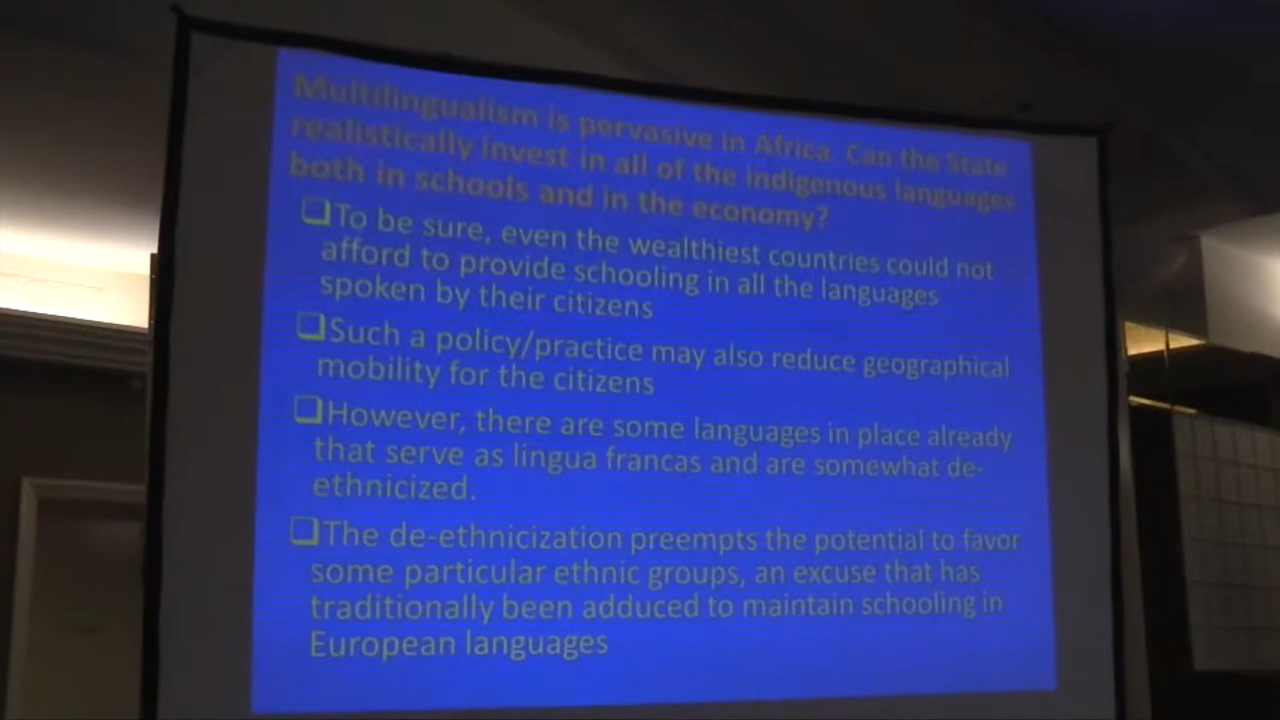 Multilingualism is pervasive in Africa. Can the State
realistically invest in all of the indigenous languages
both in schools and in the economy?
❑To be sure, even the wealthiest countries could not
afford to provide schooling in all the languages
spoken by their citizens
❑Such a policy/practice may also reduce geographical
mobility for the citizens
❑However, there are some languages in place already
that serve as lingua francas and are somewhat de-
ethnicized.
❑The de-ethnicization preempts the potential to favor
some particular ethnic groups, an excuse that has
traditionally been adduced to maintain schooling in
European languages